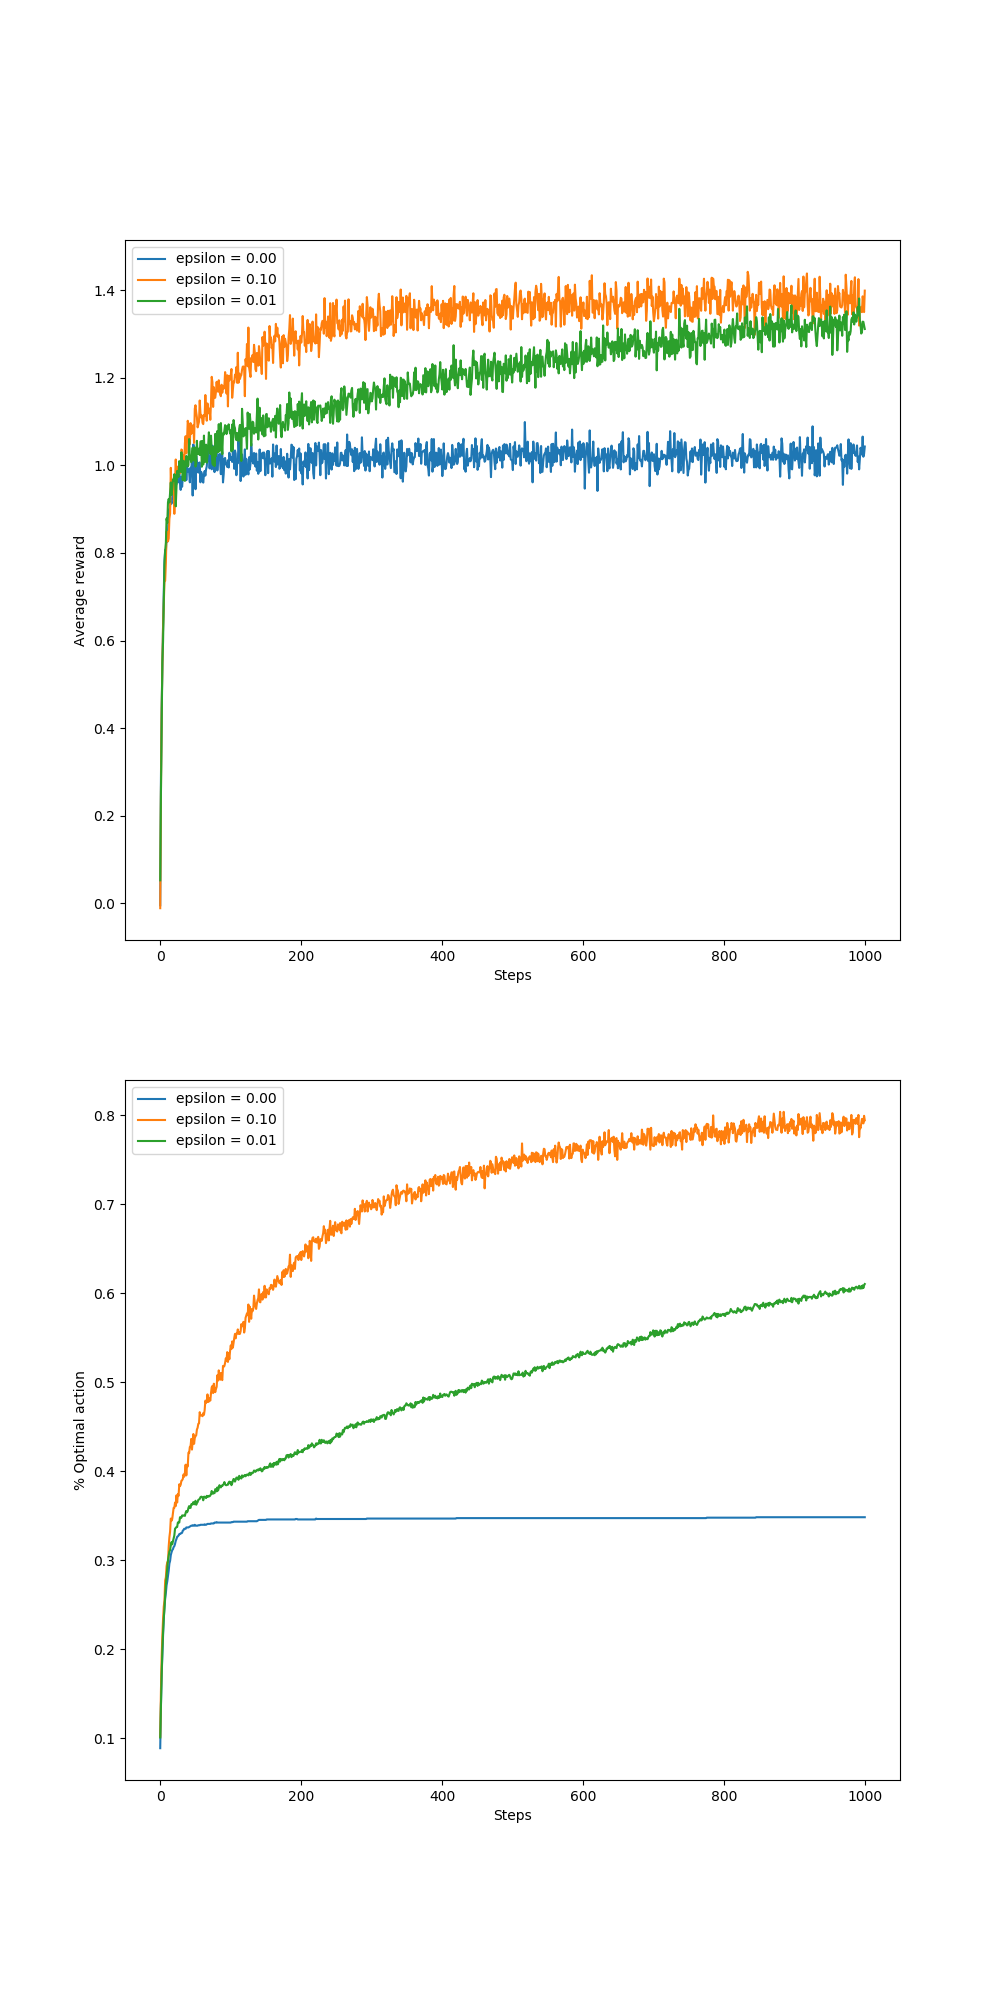 epsilon = 0.00
epsilon = 0.10
epsilon = 0.01
1.4
1.2
1.0
0.8
0.6
0.4
0.2
0.0
Average reward
0 200 400 600 800 1000
Steps
epsilon = 0.00
epsilon = 0.10
epsilon = 0.01
0.8
0.7
0.6
0.5
0.4
0.3
0.2
0.1
% Optimal action
0 200 400 600 800 1000
Steps